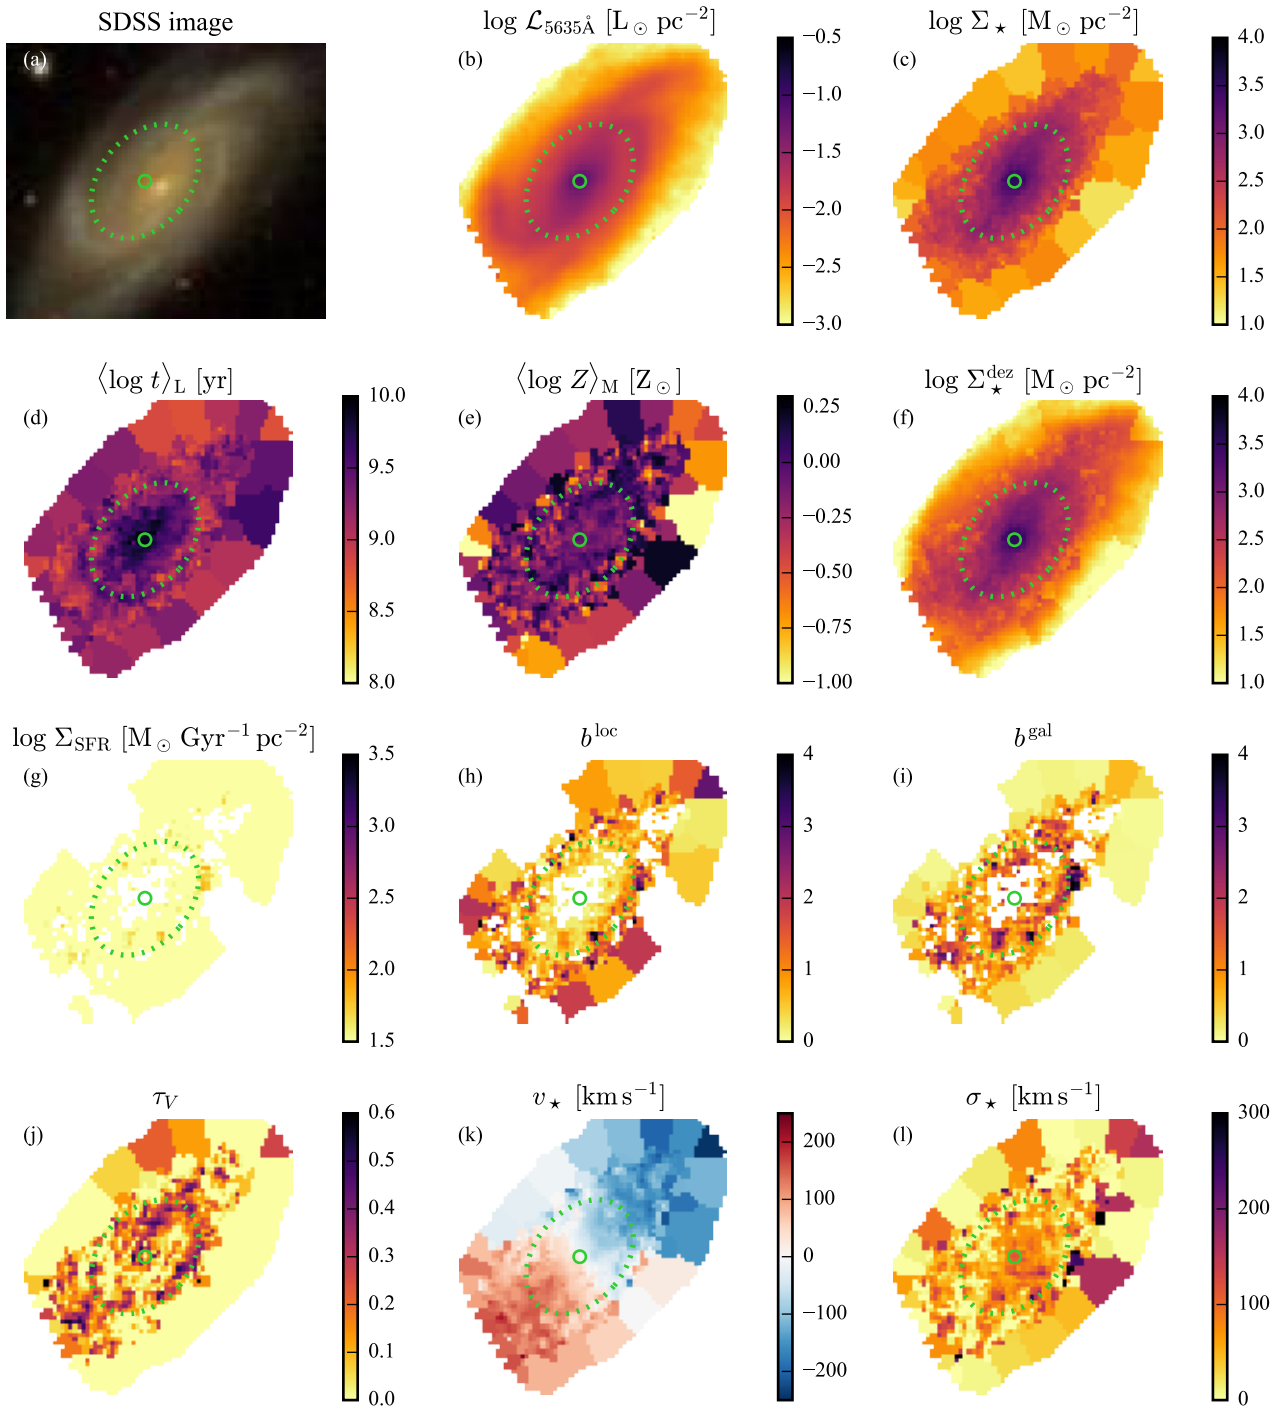 SDSS image
log ℒ₅₆₃₅Å [L⊙ pc⁻²]
log Σ⋆ [M⊙ pc⁻²]
(a)
(b)
−0.5
−1.0
−1.5
−2.0
−2.5
−3.0
(c)
4.0
3.5
3.0
2.5
2.0
1.5
1.0
⟨log t⟩L [yr]
⟨log Z⟩M [Z⊙]
log Σ⋆ᵈᵉᶻ [M⊙ pc⁻²]
(d)
10.0
9.5
9.0
8.5
8.0
(e)
0.25
0.00
−0.25
−0.50
−0.75
−1.00
(f)
4.0
3.5
3.0
2.5
2.0
1.5
1.0
log ΣSFR [M⊙ Gyr⁻¹ pc⁻²]
bˡᵒᶜ
bᵍᵃˡ
(g)
3.5
3.0
2.5
2.0
1.5
(h)
4
3
2
1
0
(i)
4
3
2
1
0
τV
v⋆ [km s⁻¹]
σ⋆ [km s⁻¹]
(j)
0.6
0.5
0.4
0.3
0.2
0.1
0.0
(k)
200
100
0
−100
−200
(l)
300
200
100
0